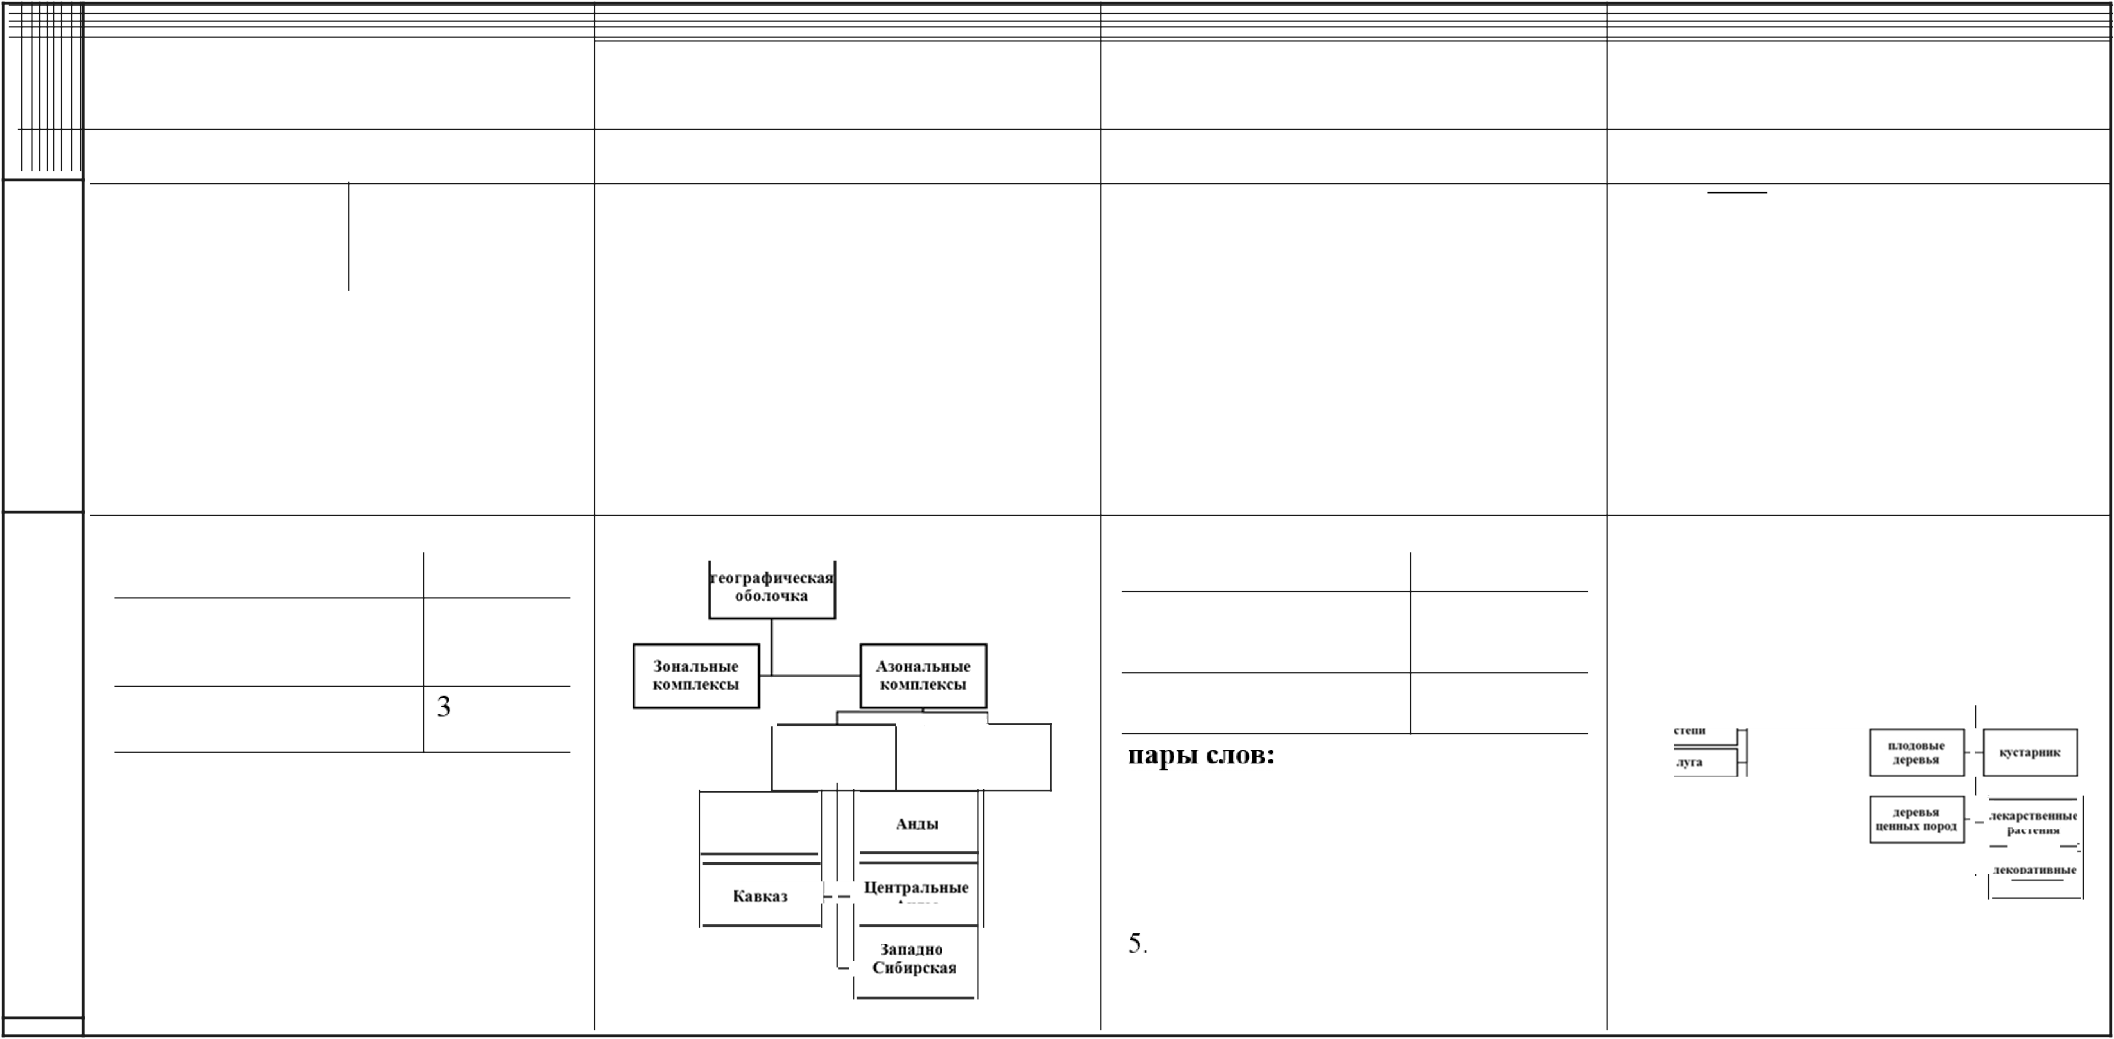 географическая
оболочка
Зональные
комплексы
Азональные
комплексы
Анды
Кавказ
Центральные
Западно
Сибирская
3
пары слов:
5.
степи
луга
плодовые
деревья
кустарник
деревья
ценных пород
лекарственные
растения
декоративные